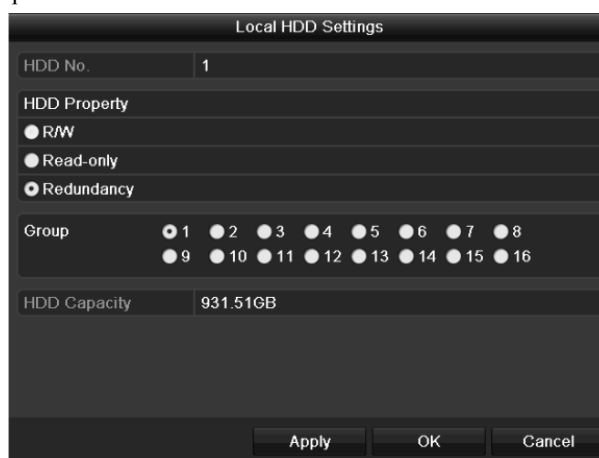 Local HDD Settings
HDD No. 1
HDD Property
R/W
Read-only
Redundancy
Group 1 2 3 4 5 6 7 8
9 10 11 12 13 14 15 16
HDD Capacity 931.51GB
Apply OK Cancel